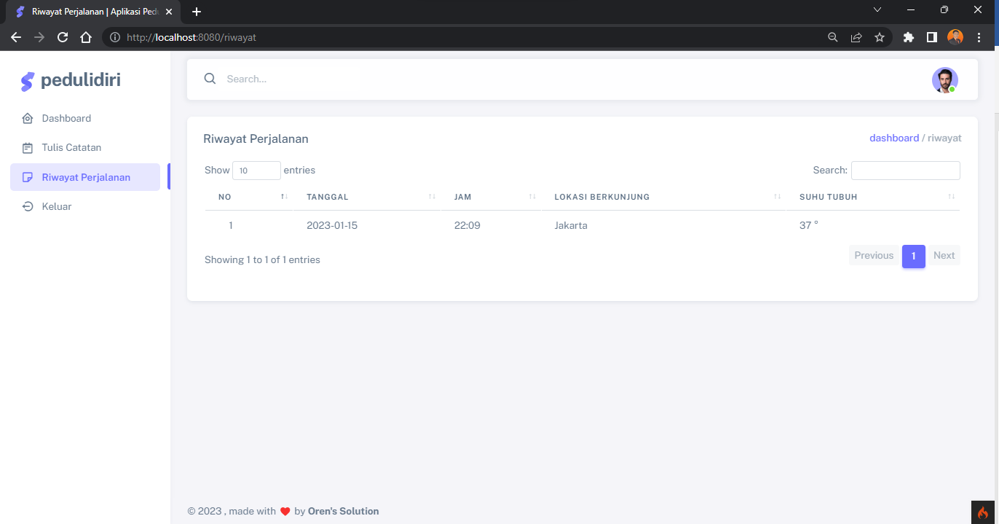 Riwayat Perjalanan | Aplikasi Pedu
http://localhost:8080/riwayat
pedulidiri
Dashboard
Tulis Catatan
Riwayat Perjalanan
Keluar
Search...
Riwayat Perjalanan
dashboard / riwayat
Show 10 entries
Search:
NO TANGGAL JAM LOKASI BERKUNJUNG SUHU TUBUH
1 2023-01-15 22:09 Jakarta 37 °
Showing 1 to 1 of 1 entries
Previous 1 Next
© 2023 , made with ❤️ by Oren's Solution